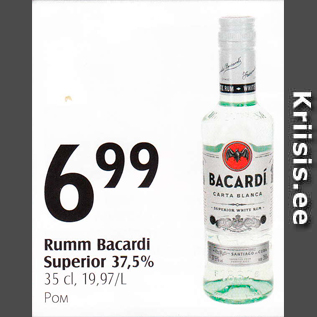 6 99
Rumm Bacardi
Superior 37,5%
35 cl, 19,97/L
Ром
BACARDÍ
CARTA BLANCA
SUPERIOR WHITE RUM
SANTIAGO
Kriisis.ee